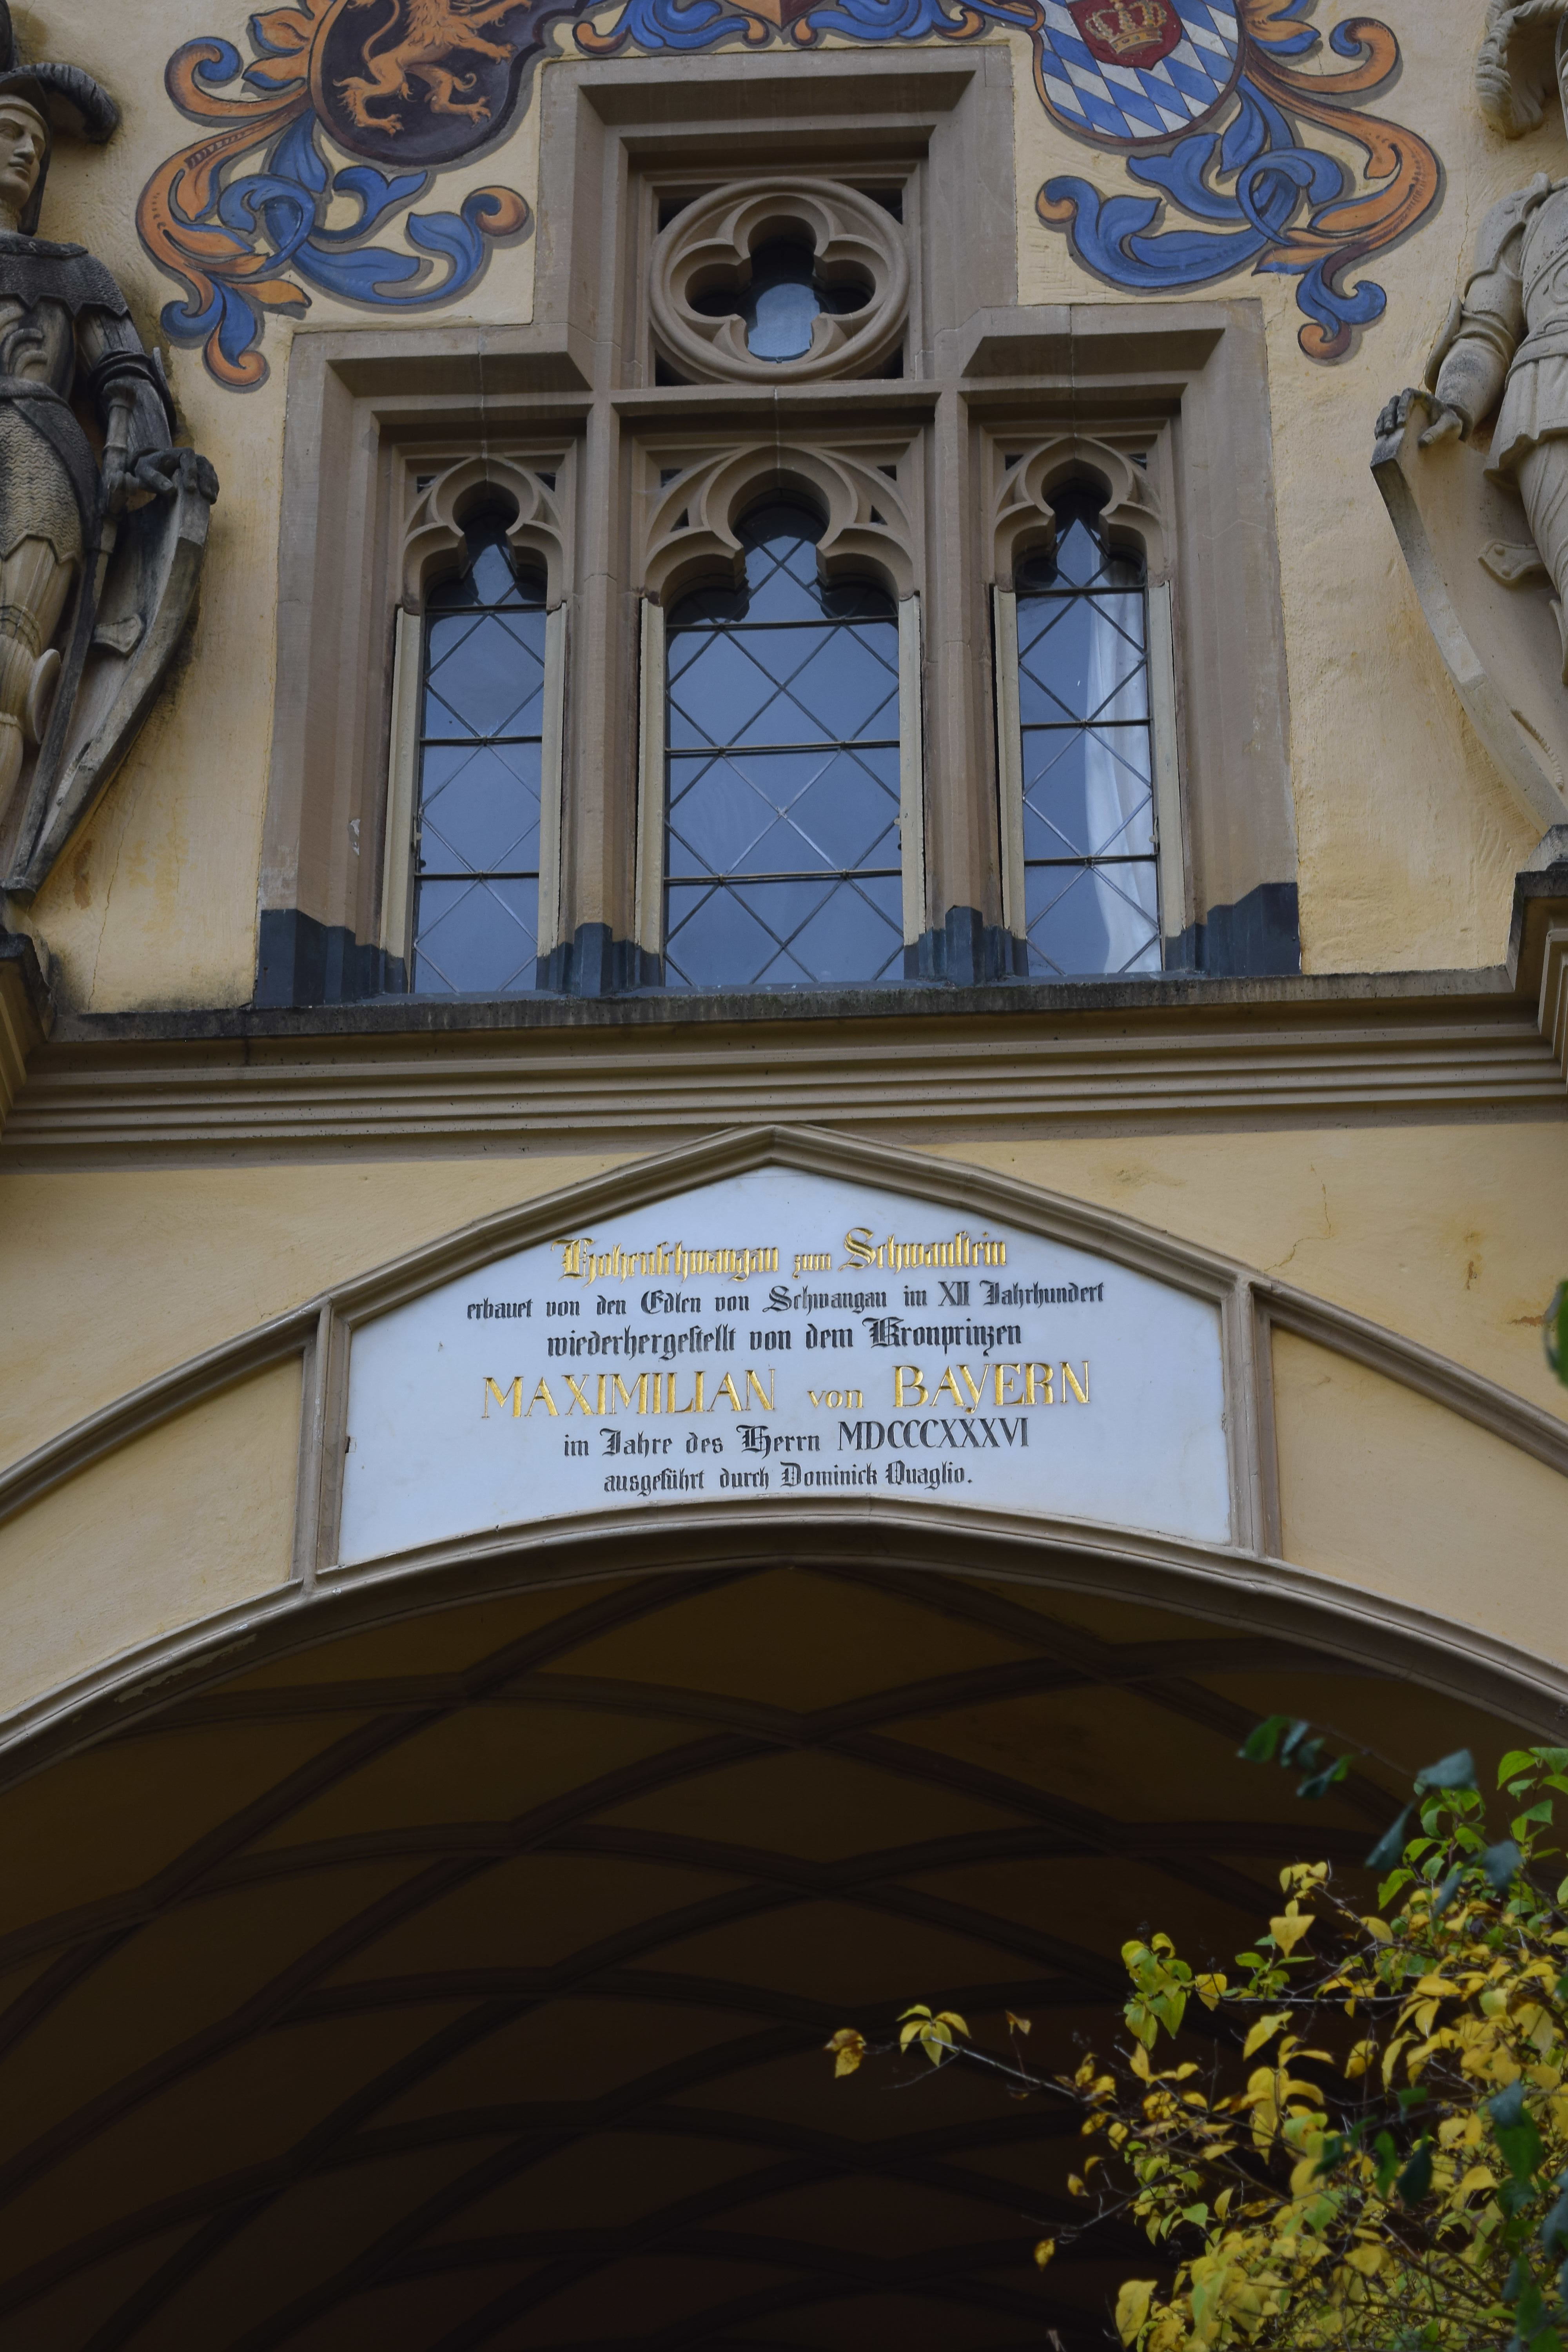 Hohenschwangau zum Schwanstein
erbauet von den Edlen von Schwangau im XII Jahrhundert
wiederhergestellt von dem Kronprinzen
MAXIMILIAN von BAYERN
im Jahre des Herrn MDCCCXXXVI
ausgeführt durch Dominick Quaglio.